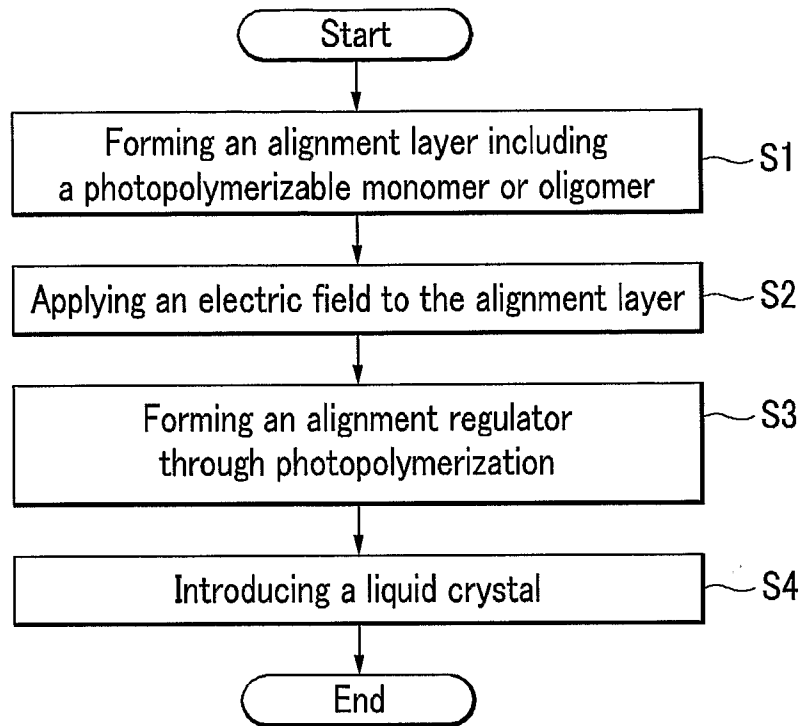 Start
Forming an alignment layer including
a photopolymerizable monomer or oligomer
S1
Applying an electric field to the alignment layer
S2
Forming an alignment regulator
through photopolymerization
S3
Introducing a liquid crystal
S4
End